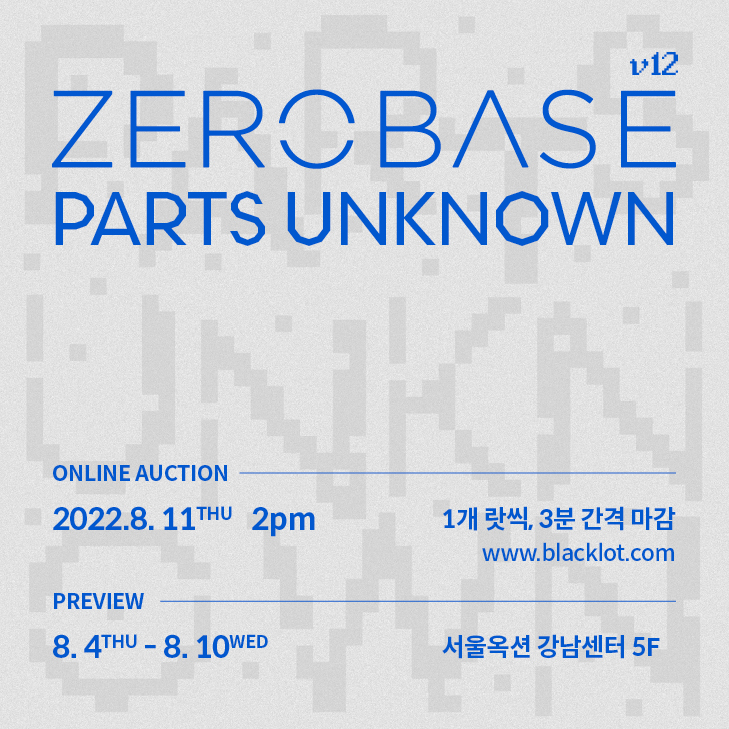 v12
ZEROBASE
PARTS UNKNOWN
ONLINE AUCTION
2022.8. 11THU 2pm
1개 랏씩, 3분 간격 마감
www.blacklot.com
PREVIEW
8. 4THU – 8. 10WED
서울옥션 강남센터 5F